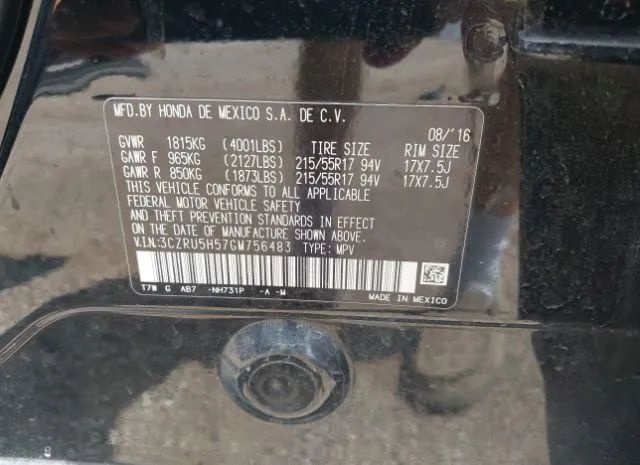 MFD.BY HONDA DE MEXICO S.A. DE C.V.
08/'16
GVWR 1815KG (4001LBS) TIRE SIZE RIM SIZE
GAWR F 965KG (2127LBS) 215/55R17 94V 17X7.5J
GAWR R 850KG (1873LBS) 215/55R17 94V 17X7.5J
THIS VEHICLE CONFORMS TO ALL APPLICABLE
FEDERAL MOTOR VEHICLE SAFETY
AND THEFT PREVENTION STANDARDS IN EFFECT
ON THE DATE OF MANUFACTURE SHOWN ABOVE.
V.I.N:3CZRU5H57GM756483 TYPE: MPV
T7W G AB7 -NH731P -A -M MADE IN MEXICO